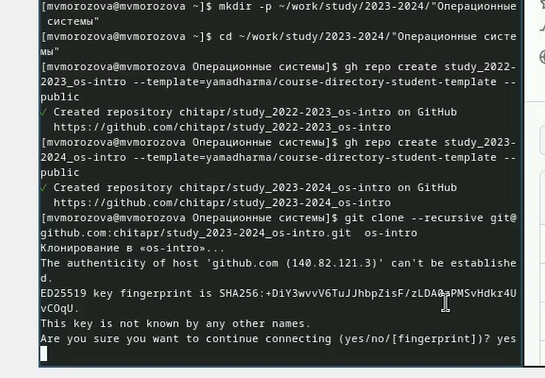 [mvmorozova@mvmorozova ~]$ mkdir -p ~/work/study/2023-2024/"Операционные
системы"
[mvmorozova@mvmorozova ~]$ cd ~/work/study/2023-2024/"Операционные систе
мы"
[mvmorozova@mvmorozova Операционные системы]$ gh repo create study_2022-
2023_os-intro --template=yamadharma/course-directory-student-template --
public
✓ Created repository chitapr/study_2022-2023_os-intro on GitHub
https://github.com/chitapr/study_2022-2023_os-intro
[mvmorozova@mvmorozova Операционные системы]$ gh repo create study_2023-
2024_os-intro --template=yamadharma/course-directory-student-template --
public
✓ Created repository chitapr/study_2023-2024_os-intro on GitHub
https://github.com/chitapr/study_2023-2024_os-intro
[mvmorozova@mvmorozova Операционные системы]$ git clone --recursive git@
github.com:chitapr/study_2023-2024_os-intro.git  os-intro
Клонирование в «os-intro»...
The authenticity of host 'github.com (140.82.121.3)' can't be establishe
d.
ED25519 key fingerprint is
vCOqU.
This key is not known by any other names.
Are you sure you want to continue connecting (yes/no/[fingerprint])? yes